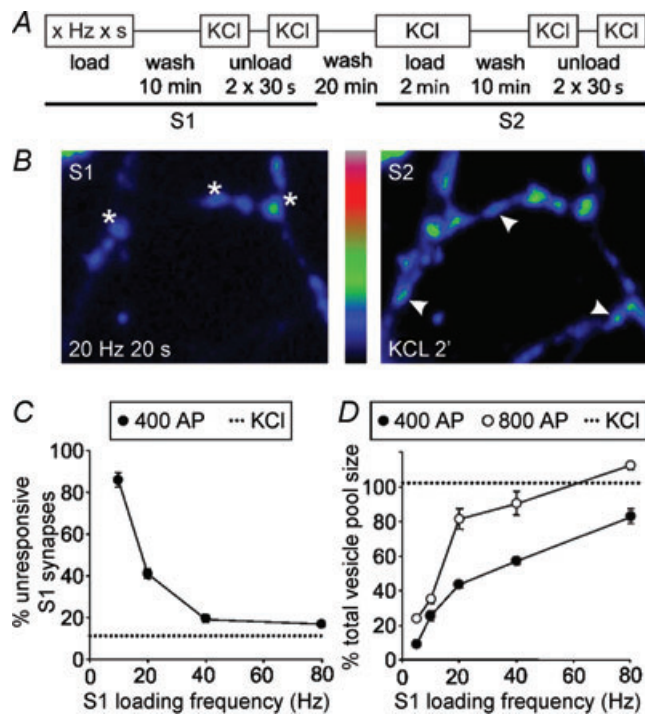 A
x Hz x s KCl KCl KCl KCl KCl
load wash 10 min unload 2 x 30 s wash 20 min load 2 min wash 10 min unload 2 x 30 s
S1 S2
B
S1 S2
* * *
20 Hz 20 s KCL 2'
C
● 400 AP ····· KCl
% unresponsive
S1 synapses
100
80
60
40
20
0
0 20 40 60 80
S1 loading frequency (Hz)
D
● 400 AP ○ 800 AP ····· KCl
% total vesicle pool size
100
80
60
40
20
0
0 20 40 60 80
S1 loading frequency (Hz)